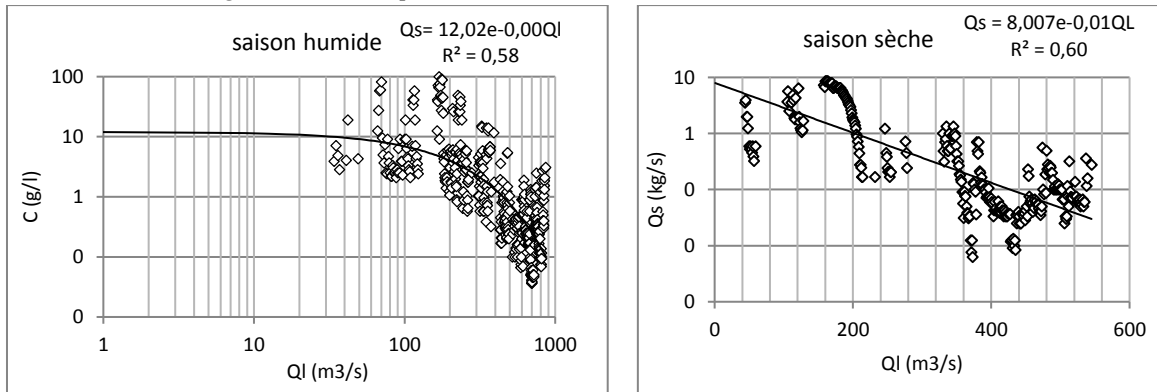 saison humide
Qs= 12,02e-0,00Ql
R² = 0,58
100
10
1
0
0
C (g/l)
1
10
100
1000
Ql (m3/s)
saison sèche
Qs = 8,007e-0,01QL
R² = 0,60
10
1
0
0
0
Qs (kg/s)
0
200
400
600
Ql (m3/s)